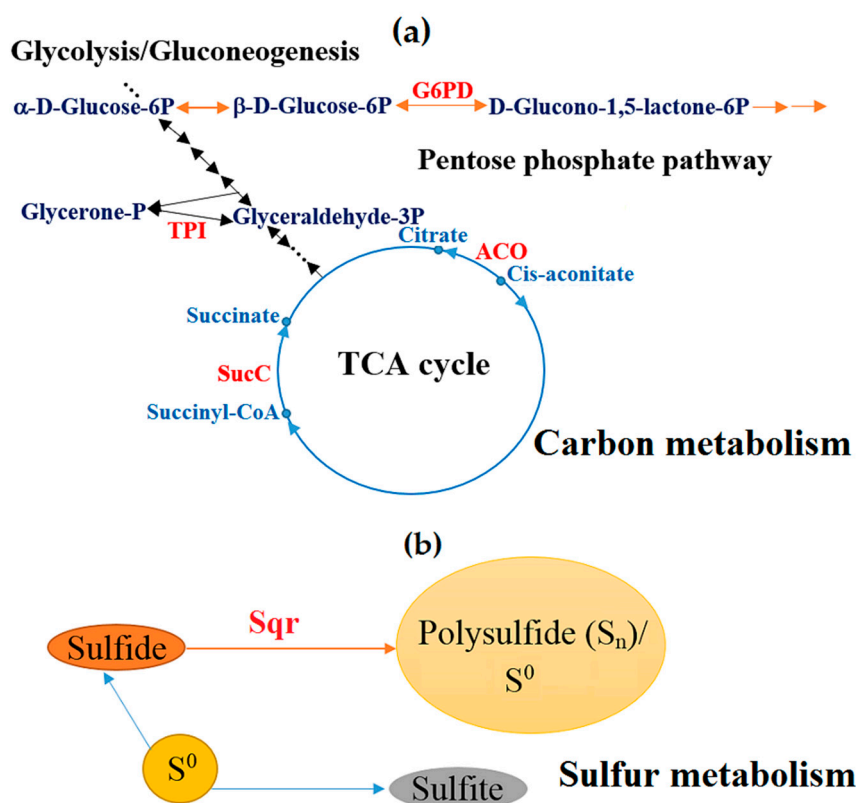 (a)
Glycolysis/Gluconeogenesis
α-D-Glucose-6P
β-D-Glucose-6P
G6PD
D-Glucono-1,5-lactone-6P
Pentose phosphate pathway
Glycerone-P
TPI
Glyceraldehyde-3P
Citrate
ACO
Cis-aconitate
Succinate
TCA cycle
SucC
Succinyl-CoA
Carbon metabolism
(b)
Sqr
Sulfide
Polysulfide (Sₙ)/
S⁰
S⁰
Sulfite
Sulfur metabolism